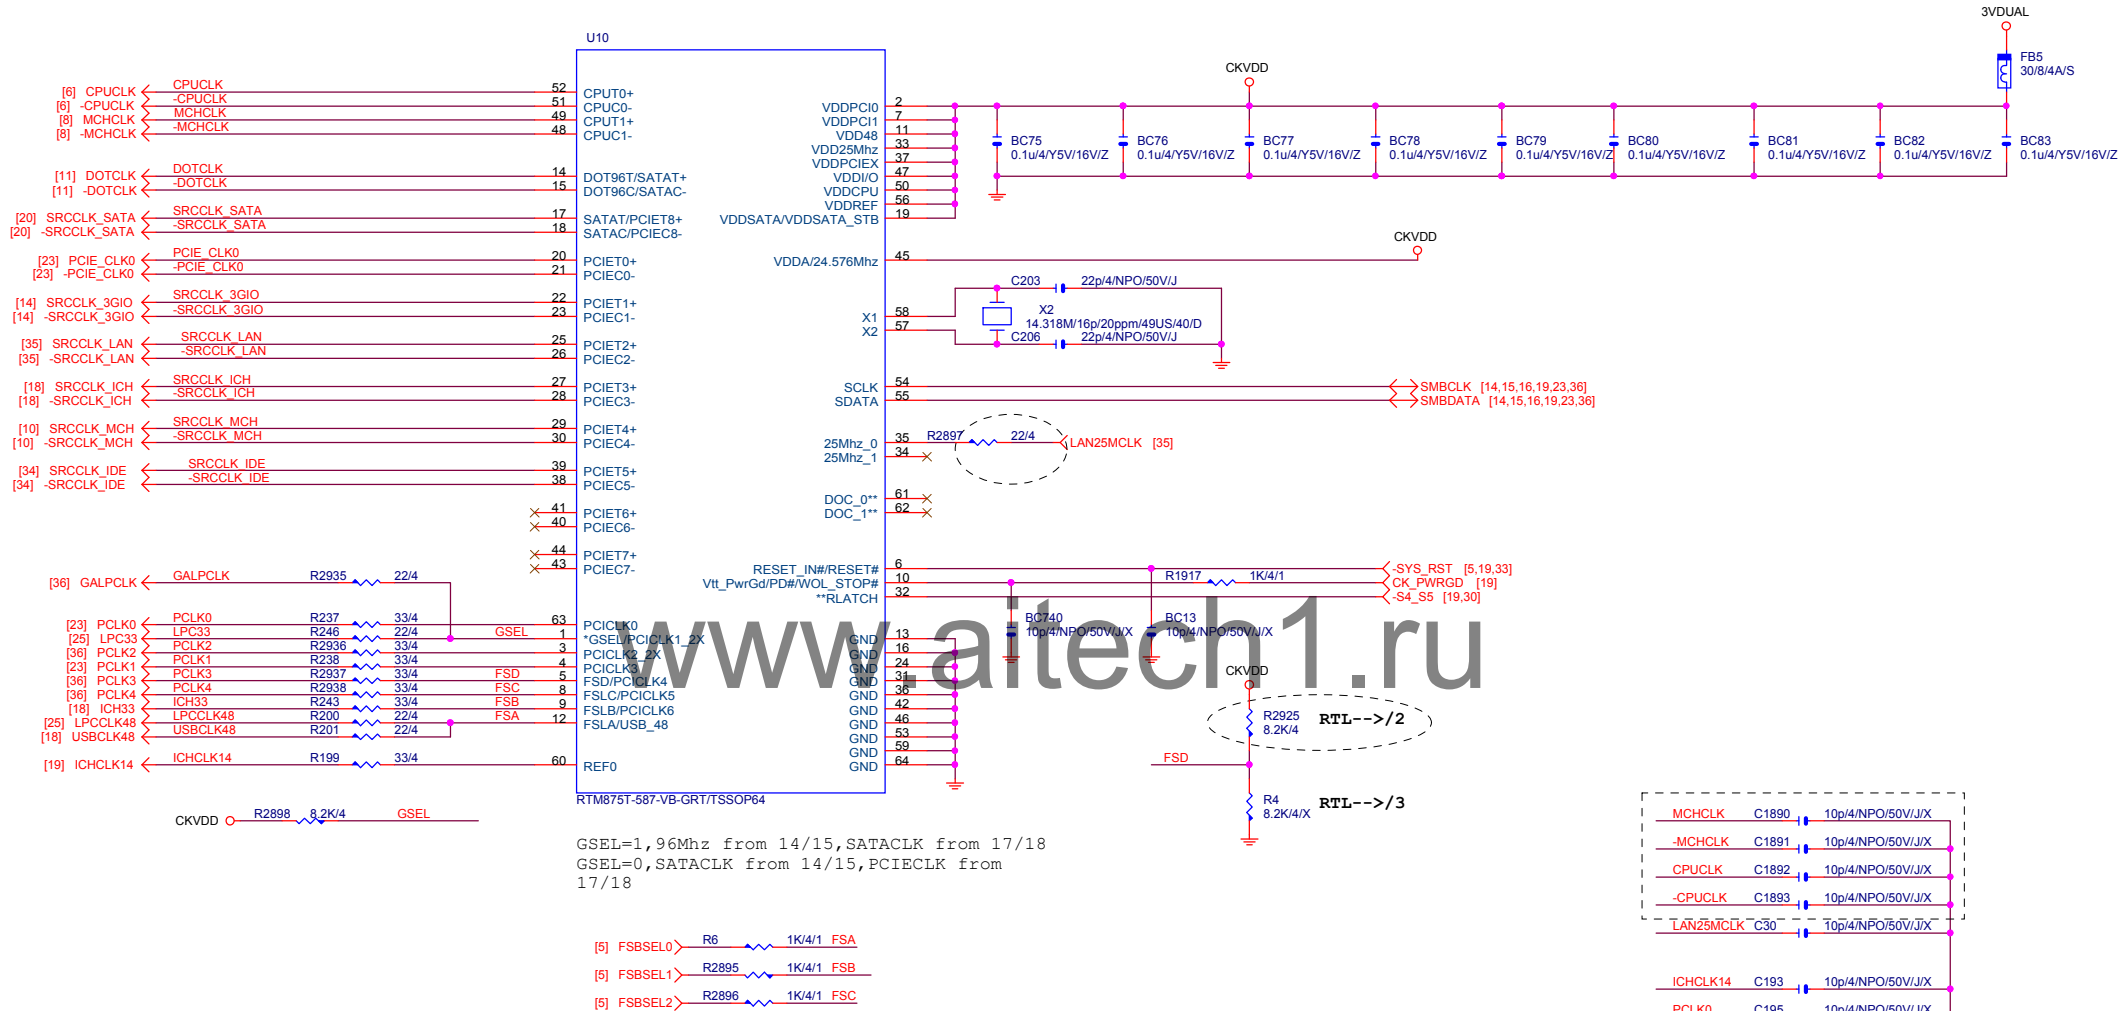 U10
52 CPUT0+
51 CPUC0-
49 CPUT1+
48 CPUC1-
14 DOT96T/SATAT+
15 DOT96C/SATAC-
17 SATAT/PCIET8+
18 SATAC/PCIEC8-
20 PCIET0+
21 PCIEC0-
22 PCIET1+
23 PCIEC1-
25 PCIET2+
26 PCIEC2-
27 PCIET3+
28 PCIEC3-
29 PCIET4+
30 PCIEC4-
39 PCIET5+
38 PCIEC5-
41 PCIET6+
40 PCIEC6-
44 PCIET7+
43 PCIEC7-
63 PCICLK0
1 *GSEL/PCICLK1_2X
3 PCICLK2_2X
4 PCICLK3
5 FSD/PCICLK4
8 FSLC/PCICLK5
9 FSLB/PCICLK6
12 FSLA/USB_48
60 REF0
RTM875T-587-VB-GRT/TSSOP64
[6] CPUCLK CPUCLK
[6] -CPUCLK -CPUCLK
[8] MCHCLK MCHCLK
[8] -MCHCLK -MCHCLK
[11] DOTCLK DOTCLK
[11] -DOTCLK -DOTCLK
[20] SRCCLK_SATA SRCCLK_SATA
[20] -SRCCLK_SATA -SRCCLK_SATA
[23] PCIE_CLK0 PCIE_CLK0
[23] -PCIE_CLK0 -PCIE_CLK0
[14] SRCCLK_3GIO SRCCLK_3GIO
[14] -SRCCLK_3GIO -SRCCLK_3GIO
[35] SRCCLK_LAN SRCCLK_LAN
[35] -SRCCLK_LAN -SRCCLK_LAN
[18] SRCCLK_ICH SRCCLK_ICH
[18] -SRCCLK_ICH -SRCCLK_ICH
[10] SRCCLK_MCH SRCCLK_MCH
[10] -SRCCLK_MCH -SRCCLK_MCH
[34] SRCCLK_IDE SRCCLK_IDE
[34] -SRCCLK_IDE -SRCCLK_IDE
[36] GALPCLK GALPCLK R2935 22/4
[23] PCLK0 PCLK0 R237 33/4
[25] LPC33 LPC33 R246 22/4 GSEL
[36] PCLK2 PCLK2 R2936 33/4
[23] PCLK1 PCLK1 R238 33/4
[36] PCLK3 PCLK3 R2937 33/4 FSD
[36] PCLK4 PCLK4 R2938 33/4 FSC
[18] ICH33 ICH33 R243 33/4 FSB
[25] LPCCLK48 LPCCLK48 R200 22/4 FSA
[18] USBCLK48 USBCLK48 R201 22/4
[19] ICHCLK14 ICHCLK14 R199 33/4
CKVDD R2898 8.2K/4 GSEL
VDDPCI0 2
VDDPCI1 7
VDD48 11
VDD25Mhz 33
VDDPCIEX 37
VDDI/O 47
VDDCPU 50
VDDREF 56
VDDSATA/VDDSATA_STB 19
VDDA/24.576Mhz 45
X1 58
X2 57
SCLK 54
SDATA 55
25Mhz_0 35
25Mhz_1 34
DOC_0** 61
DOC_1** 62
RESET_IN#/RESET# 6
Vtt_PwrGd/PD#/WOL_STOP# 10
**RLATCH 32
GND 13
GND 16
GND 24
GND 31
GND 36
GND 42
GND 46
GND 53
GND 59
GND 64
3VDUAL
FB5
30/8/4A/S
CKVDD
BC75
0.1u/4/Y5V/16V/Z
BC76
0.1u/4/Y5V/16V/Z
BC77
0.1u/4/Y5V/16V/Z
BC78
0.1u/4/Y5V/16V/Z
BC79
0.1u/4/Y5V/16V/Z
BC80
0.1u/4/Y5V/16V/Z
BC81
0.1u/4/Y5V/16V/Z
BC82
0.1u/4/Y5V/16V/Z
BC83
0.1u/4/Y5V/16V/Z
CKVDD
C203 22p/4/NPO/50V/J
X2
14.318M/16p/20ppm/49US/40/D
C206 22p/4/NPO/50V/J
SMBCLK [14,15,16,19,23,36]
SMBDATA [14,15,16,19,23,36]
R2897 22/4 LAN25MCLK [35]
-SYS_RST [5,19,33]
R1917 1K/4/1 CK_PWRGD [19]
-S4_S5 [19,30]
BC740
10p/4/NPO/50V/J/X
BC13
10p/4/NPO/50V/J/X
www.aitech1.ru
CKVDD
R2925
8.2K/4
RTL-->/2
FSD
R4
8.2K/4/X
RTL-->/3
GSEL=1,96Mhz from 14/15,SATACLK from 17/18
GSEL=0,SATACLK from 14/15,PCIECLK from
17/18
[5] FSBSEL0 R6 1K/4/1 FSA
[5] FSBSEL1 R2895 1K/4/1 FSB
[5] FSBSEL2 R2896 1K/4/1 FSC
MCHCLK C1890 10p/4/NPO/50V/J/X
-MCHCLK C1891 10p/4/NPO/50V/J/X
CPUCLK C1892 10p/4/NPO/50V/J/X
-CPUCLK C1893 10p/4/NPO/50V/J/X
LAN25MCLK C30 10p/4/NPO/50V/J/X
ICHCLK14 C193 10p/4/NPO/50V/J/X
PCLK0 C195 10p/4/NPO/50V/J/X